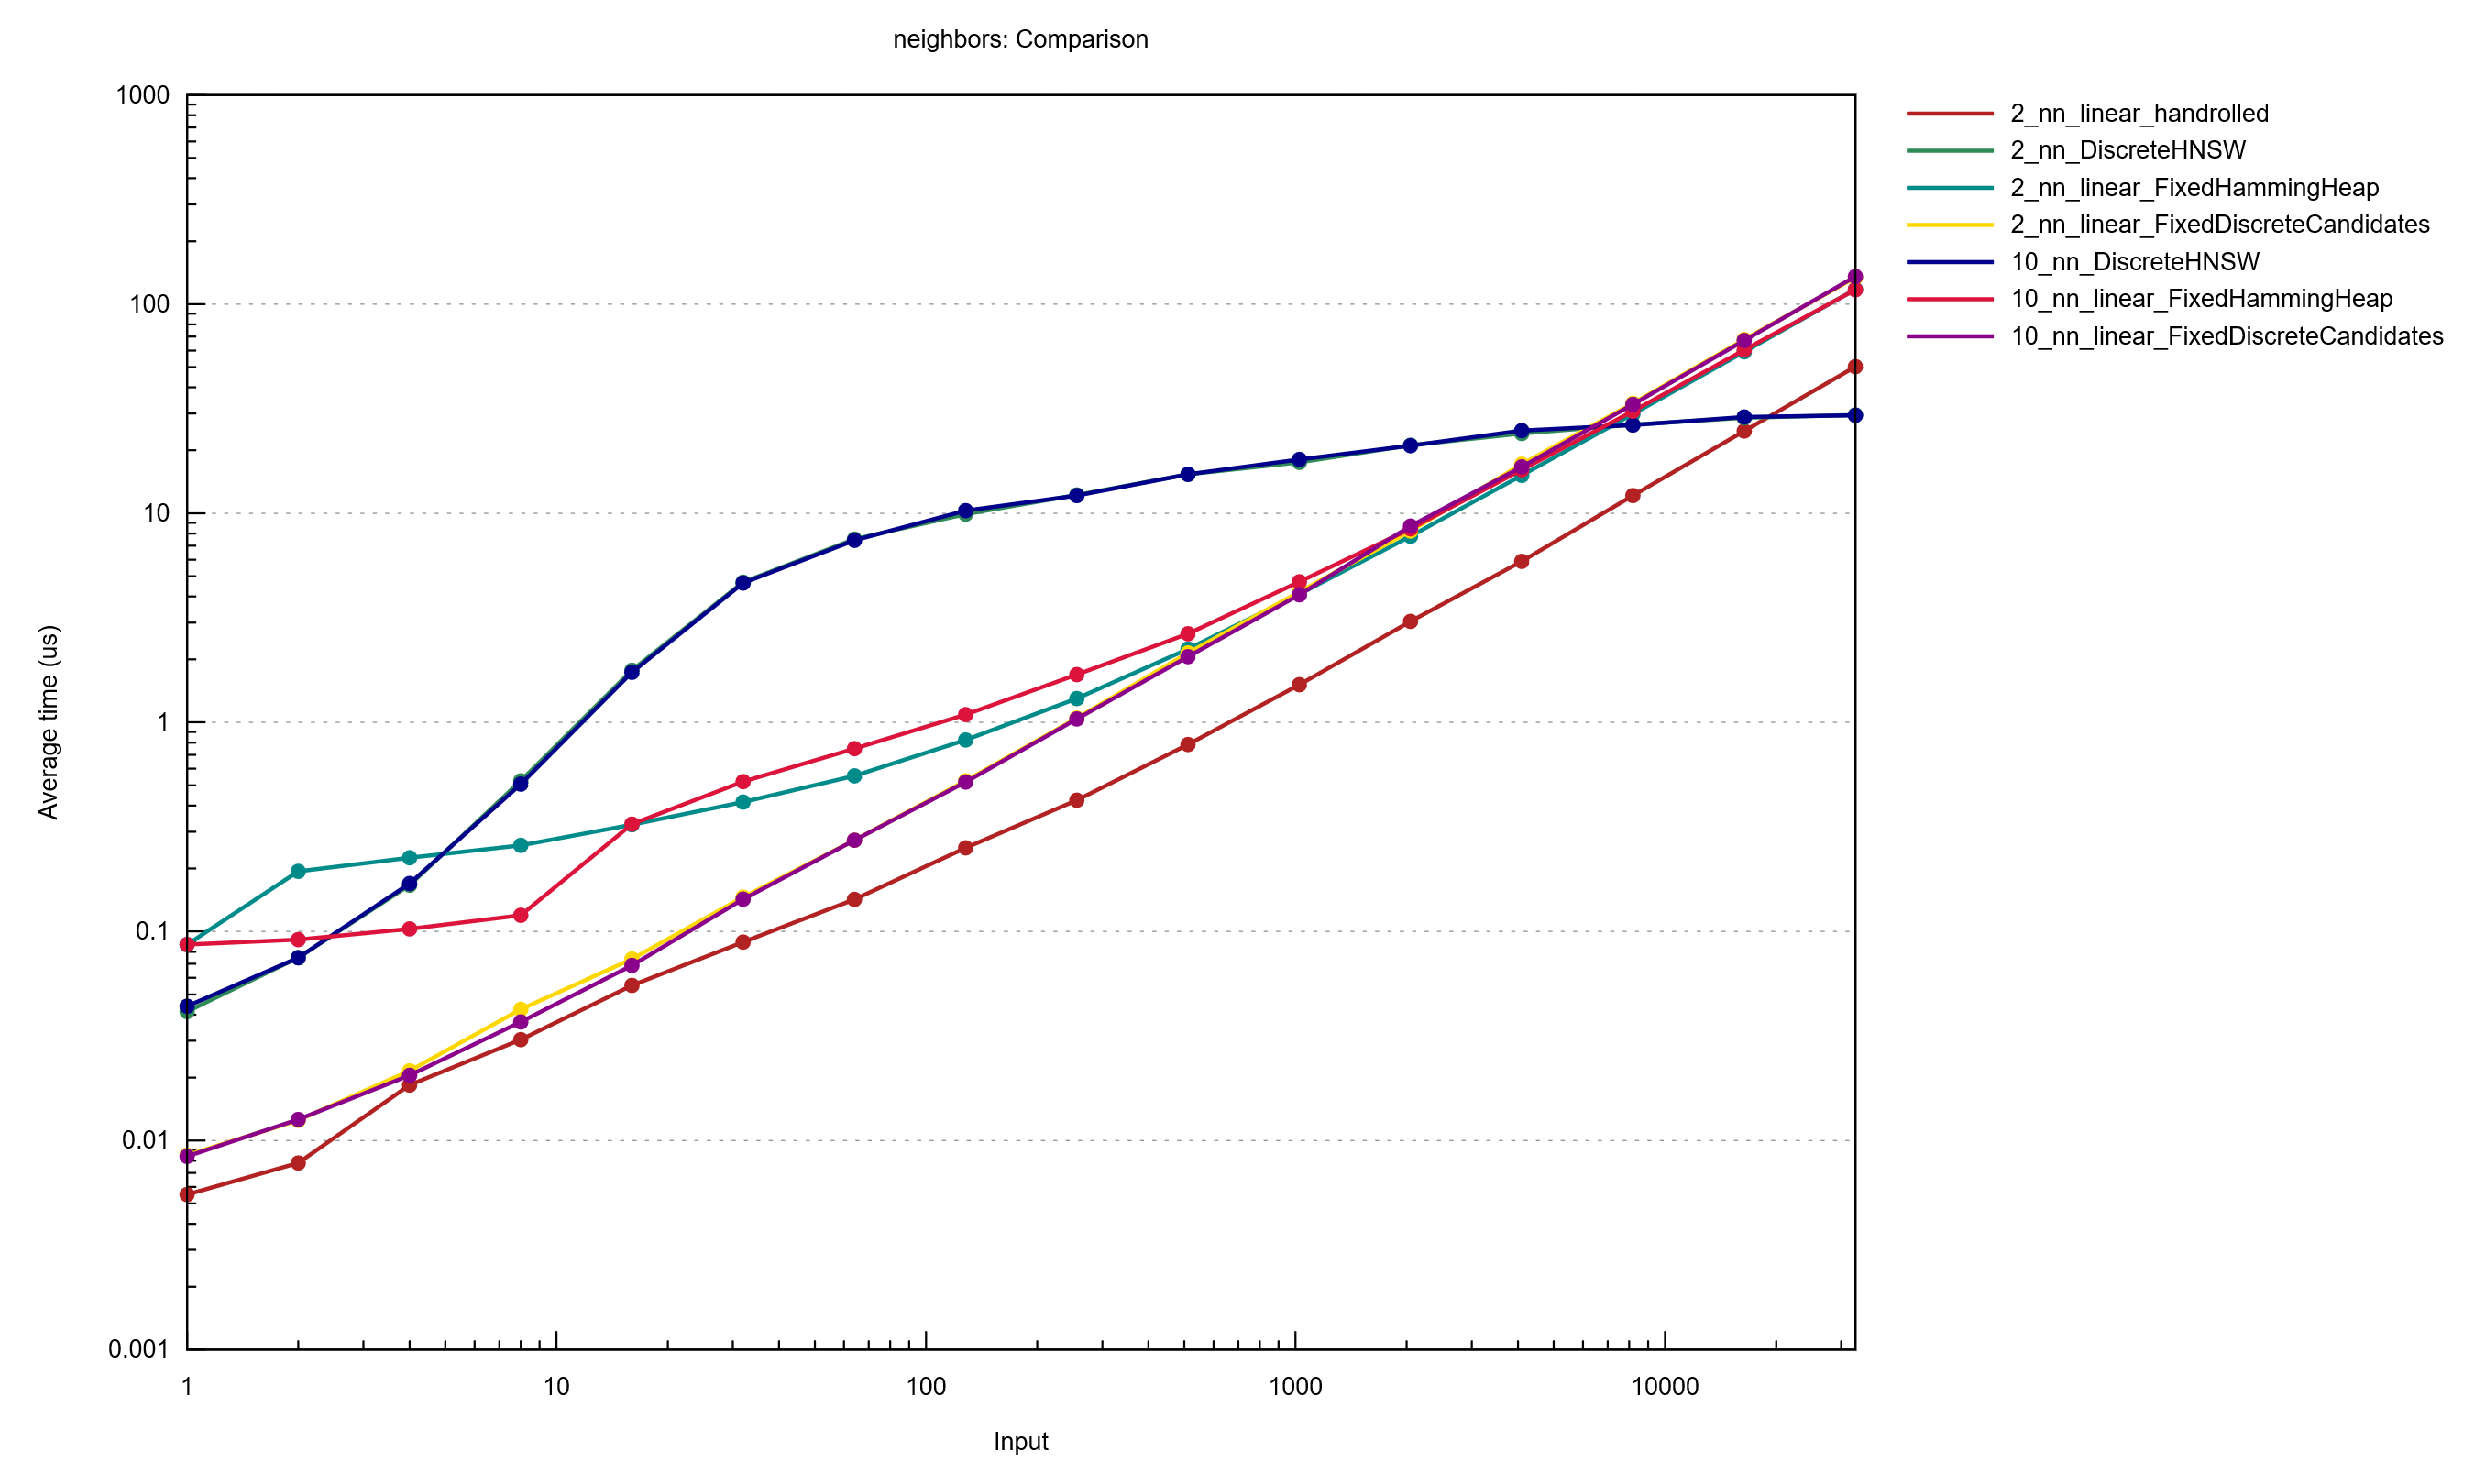 neighbors: Comparison
1000
100
10
1
0.1
0.01
0.001
Average time (us)
1
10
100
1000
10000
Input
2_nn_linear_handrolled
2_nn_DiscreteHNSW
2_nn_linear_FixedHammingHeap
2_nn_linear_FixedDiscreteCandidates
10_nn_DiscreteHNSW
10_nn_linear_FixedHammingHeap
10_nn_linear_FixedDiscreteCandidates